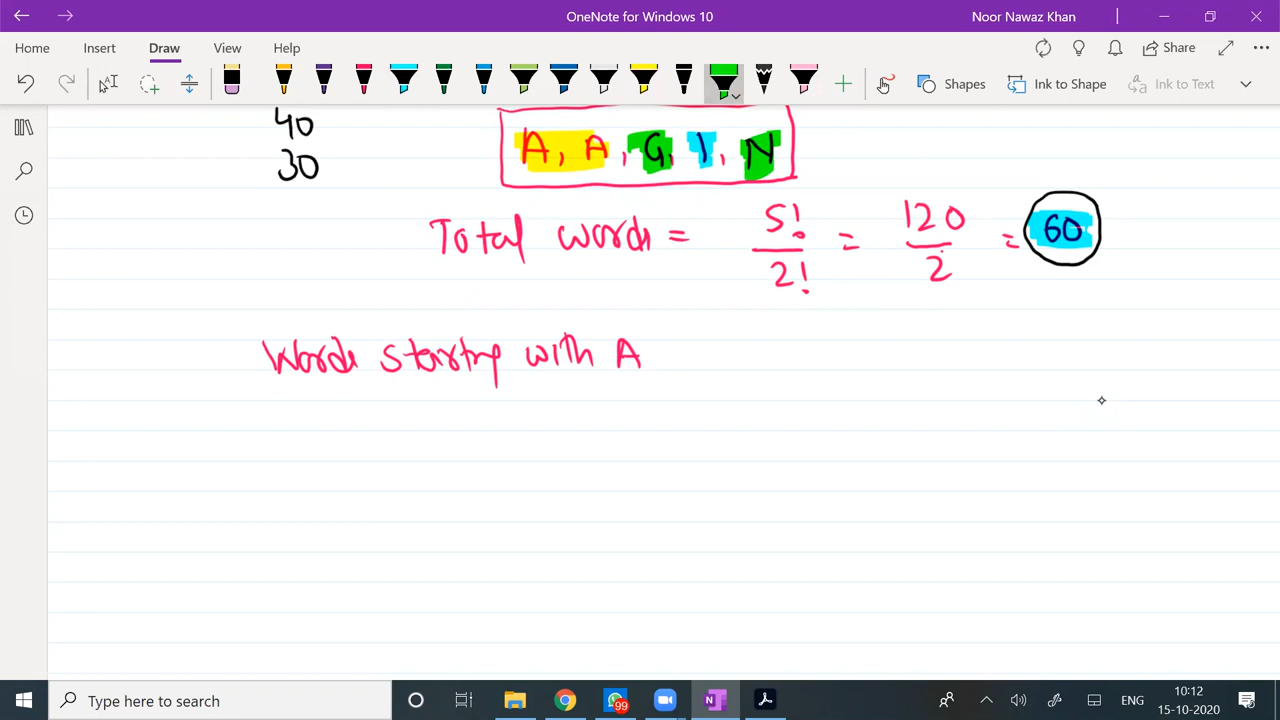 OneNote for Windows 10
Noor Nawaz Khan
Home Insert Draw View Help
Share
Shapes Ink to Shape Ink to Text
40
30
A, A, G, I, N
Total words = 5!/2! = 120/2 = 60
Words starting with A
Type here to search
99
ENG
10:12
15-10-2020